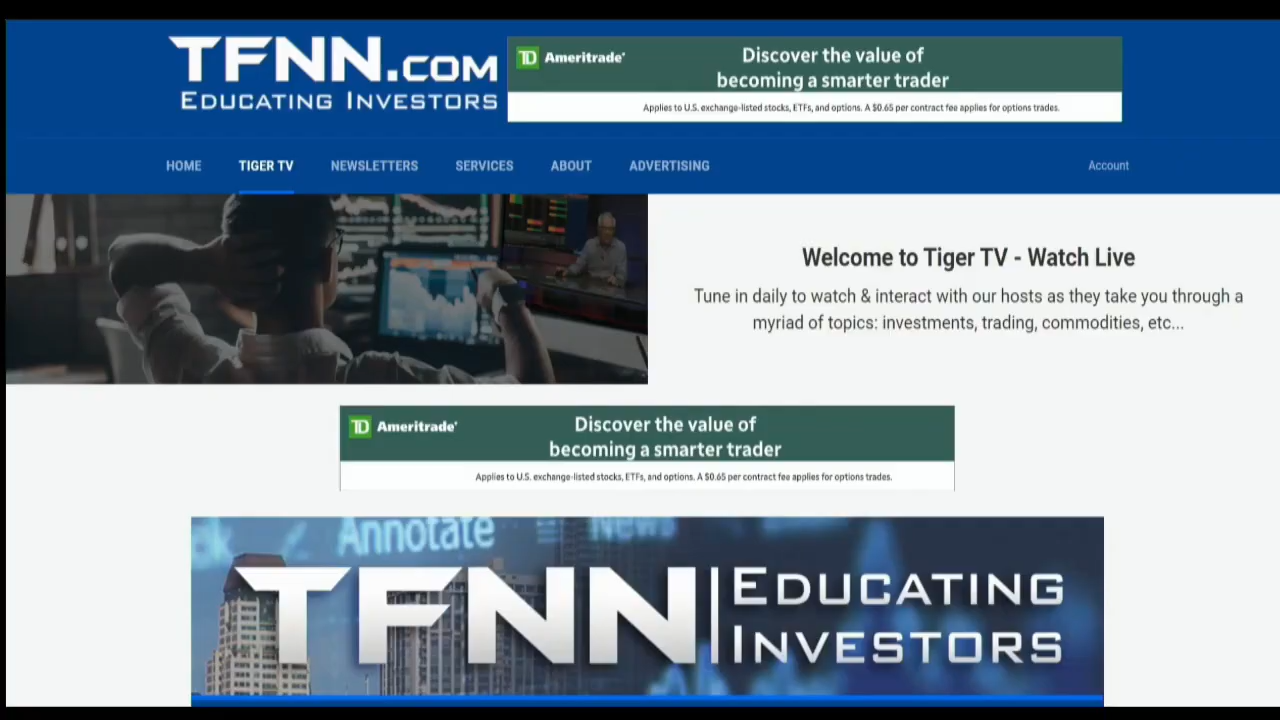 TFNN.COM
EDUCATING INVESTORS
TD Ameritrade®
Discover the value of
becoming a smarter trader
Applies to U.S. exchange-listed stocks, ETFs, and options. A $0.65 per contract fee applies for options trades.
HOME TIGER TV NEWSLETTERS SERVICES ABOUT ADVERTISING Account
Welcome to Tiger TV - Watch Live
Tune in daily to watch & interact with our hosts as they take you through a
myriad of topics: investments, trading, commodities, etc...
TD Ameritrade®
Discover the value of
becoming a smarter trader
Applies to U.S. exchange-listed stocks, ETFs, and options. A $0.65 per contract fee applies for options trades.
Annotate News
TFNN EDUCATING
INVESTORS